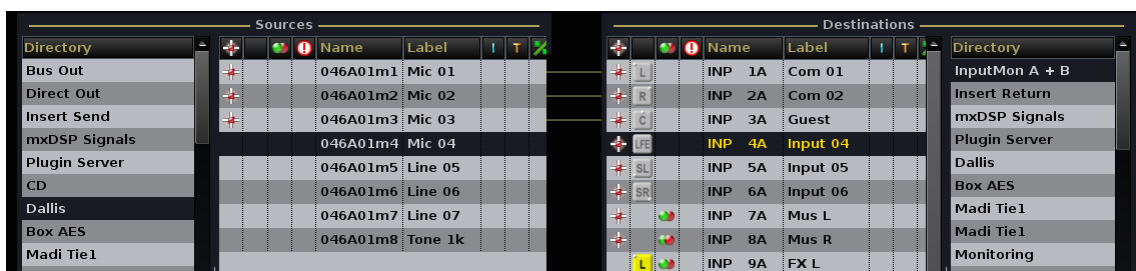 Sources Destinations
Directory Name Label I T Name Label I T Directory
Bus Out 046A01m1 Mic 01 L INP 1A Com 01 InputMon A + B
Direct Out 046A01m2 Mic 02 R INP 2A Com 02 Insert Return
Insert Send 046A01m3 Mic 03 C INP 3A Guest mxDSP Signals
mxDSP Signals 046A01m4 Mic 04 LFE INP 4A Input 04 Plugin Server
Plugin Server 046A01m5 Line 05 SL INP 5A Input 05 Dallis
CD 046A01m6 Line 06 SR INP 6A Input 06 Box AES
Dallis 046A01m7 Line 07 INP 7A Mus L Madi Tie1
Box AES 046A01m8 Tone 1k INP 8A Mus R Madi Tie1
Madi Tie1 L INP 9A FX L Monitoring